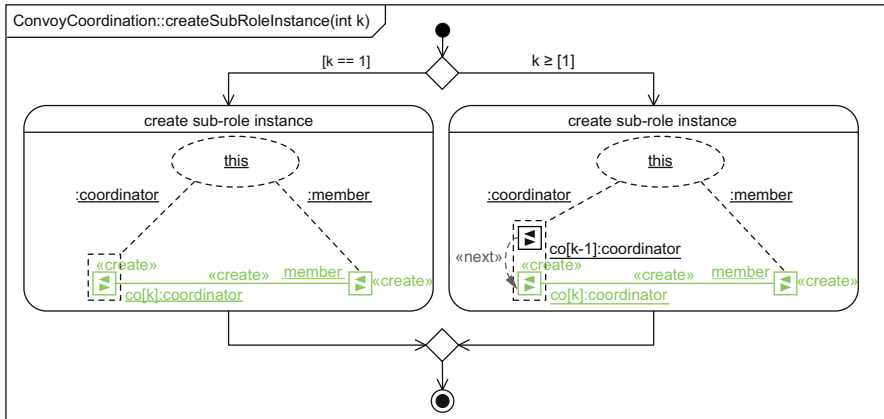 ConvoyCoordination::createSubRoleInstance(int k)
[k == 1]
k ≥ [1]
create sub-role instance
this
:coordinator
:member
«create»
«create»
member
«create»
co[k]:coordinator
create sub-role instance
this
:coordinator
:member
co[k-1]:coordinator
«next»
«create»
«create»
member
«create»
co[k]:coordinator